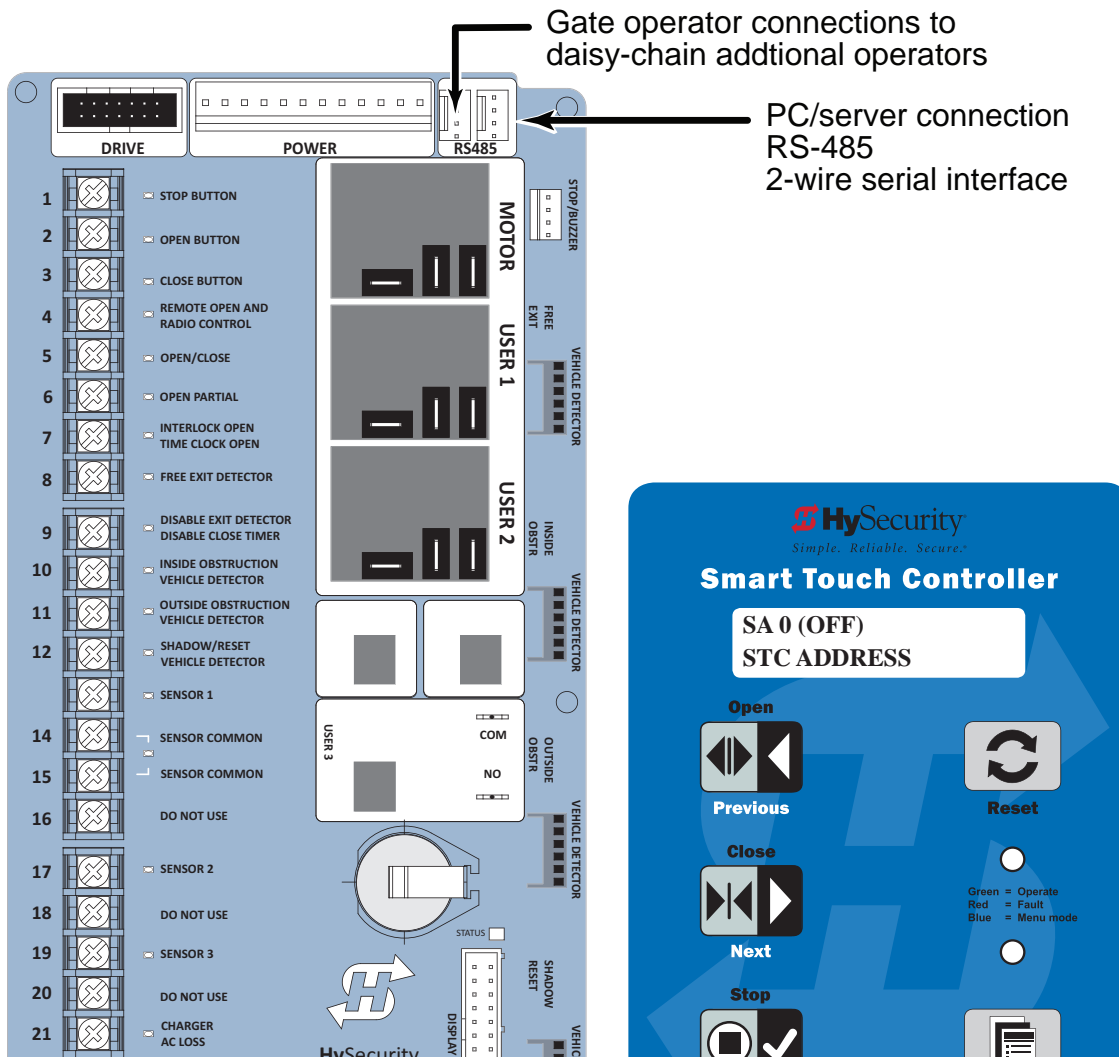 Gate operator connections to
daisy-chain addtional operators
PC/server connection
RS-485
2-wire serial interface
DRIVE
POWER
RS485
1
STOP BUTTON
2
OPEN BUTTON
3
CLOSE BUTTON
4
REMOTE OPEN AND
RADIO CONTROL
5
OPEN/CLOSE
6
OPEN PARTIAL
7
INTERLOCK OPEN
TIME CLOCK OPEN
8
FREE EXIT DETECTOR
9
DISABLE EXIT DETECTOR
DISABLE CLOSE TIMER
10
INSIDE OBSTRUCTION
VEHICLE DETECTOR
11
OUTSIDE OBSTRUCTION
VEHICLE DETECTOR
12
SHADOW/RESET
VEHICLE DETECTOR
SENSOR 1
14
SENSOR COMMON
15
SENSOR COMMON
16
DO NOT USE
17
SENSOR 2
18
DO NOT USE
19
SENSOR 3
20
DO NOT USE
21
CHARGER
AC LOSS
MOTOR
USER 1
USER 2
USER 3
COM
NO
STOP/BUZZER
FREE
EXIT
VEHICLE DETECTOR
INSIDE
OBSTR
VEHICLE DETECTOR
OUTSIDE
OBSTR
VEHICLE DETECTOR
STATUS
SHADOW
RESET
DISPLAY
VEHIC
HySecurity
HySecurity
Simple. Reliable. Secure.
Smart Touch Controller
SA 0 (OFF)
STC ADDRESS
Open
Previous
Reset
Close
Next
Green = Operate
Red = Fault
Blue = Menu mode
Stop